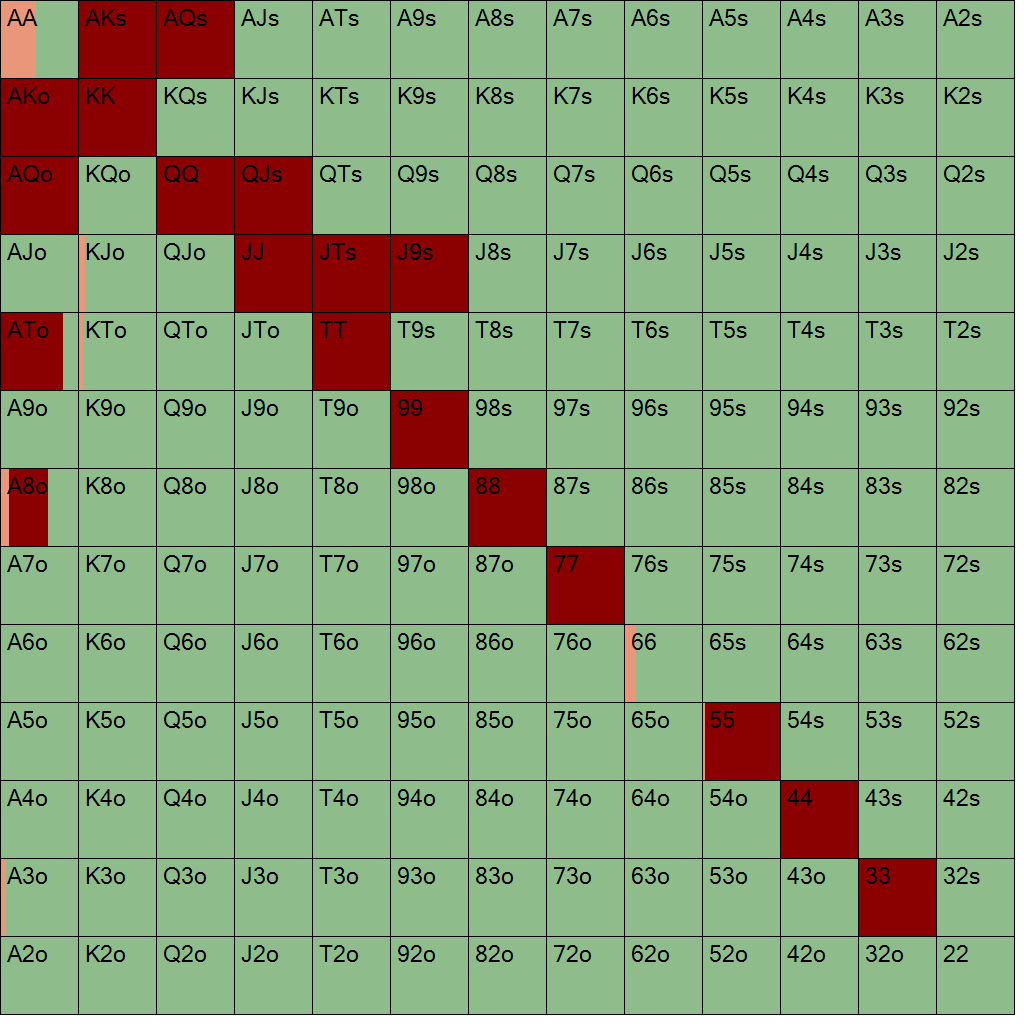 AA AKs AQs AJs ATs A9s A8s A7s A6s A5s A4s A3s A2s
AKo KK KQs KJs KTs K9s K8s K7s K6s K5s K4s K3s K2s
AQo KQo QQ QJs QTs Q9s Q8s Q7s Q6s Q5s Q4s Q3s Q2s
AJo KJo QJo JJ JTs J9s J8s J7s J6s J5s J4s J3s J2s
ATo KTo QTo JTo TT T9s T8s T7s T6s T5s T4s T3s T2s
A9o K9o Q9o J9o T9o 99 98s 97s 96s 95s 94s 93s 92s
A8o K8o Q8o J8o T8o 98o 88 87s 86s 85s 84s 83s 82s
A7o K7o Q7o J7o T7o 97o 87o 77 76s 75s 74s 73s 72s
A6o K6o Q6o J6o T6o 96o 86o 76o 66 65s 64s 63s 62s
A5o K5o Q5o J5o T5o 95o 85o 75o 65o 55 54s 53s 52s
A4o K4o Q4o J4o T4o 94o 84o 74o 64o 54o 44 43s 42s
A3o K3o Q3o J3o T3o 93o 83o 73o 63o 53o 43o 33 32s
A2o K2o Q2o J2o T2o 92o 82o 72o 62o 52o 42o 32o 22